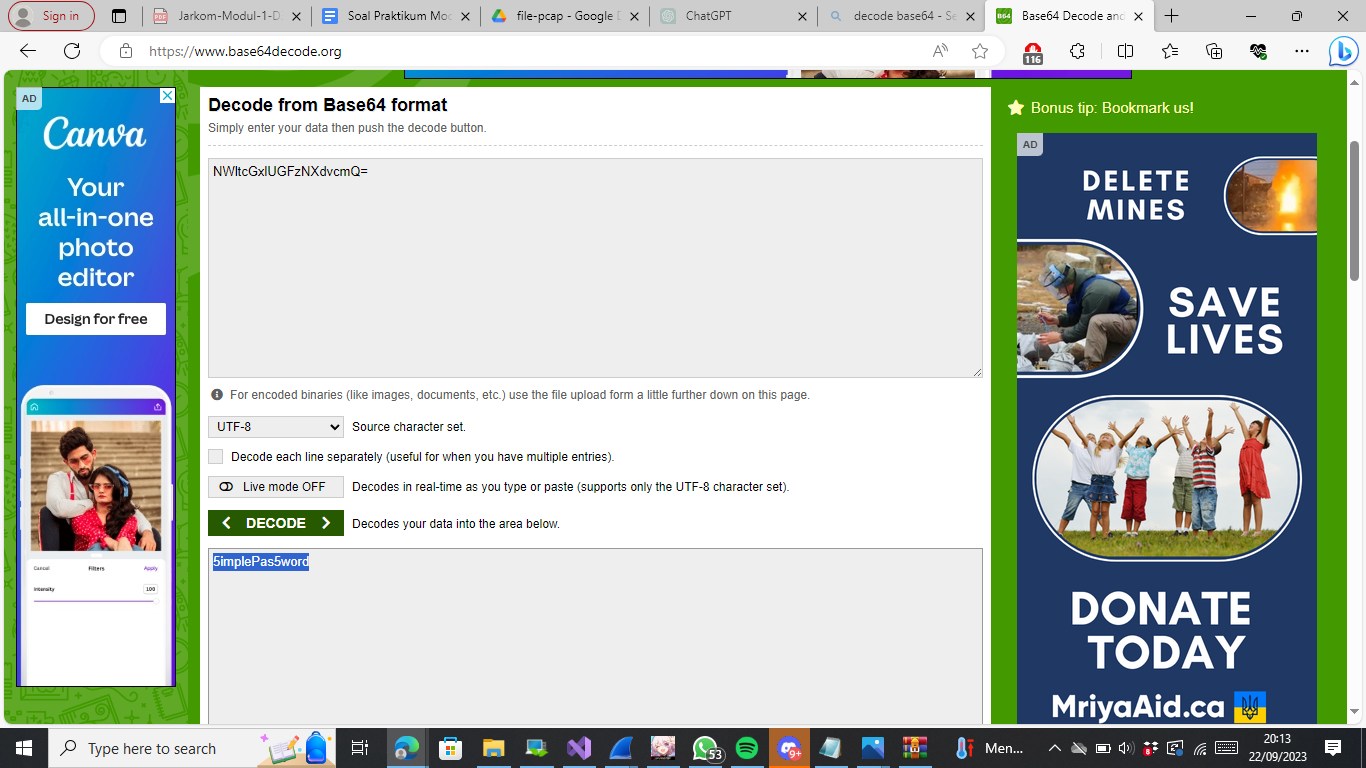 Sign in
Jarkom-Modul-1-D
Soal Praktikum Mod
file-pcap - Google D
ChatGPT
decode base64 - Se
B64
Base64 Decode and
https://www.base64decode.org
116
AD
Canva
Your
all-in-one
photo
editor
Design for free
Cancel
Filters
Apply
Intensity
100
Decode from Base64 format
Simply enter your data then push the decode button.
NWltcGxlUGFzNXdvcmQ=
For encoded binaries (like images, documents, etc.) use the file upload form a little further down on this page.
UTF-8
Source character set.
Decode each line separately (useful for when you have multiple entries).
Live mode OFF
Decodes in real-time as you type or paste (supports only the UTF-8 character set).
DECODE
Decodes your data into the area below.
5implePas5word
Bonus tip: Bookmark us!
AD
DELETE
MINES
SAVE
LIVES
DONATE
TODAY
MriyaAid.ca
Type here to search
53
9+
Men...
20:13
22/09/2023